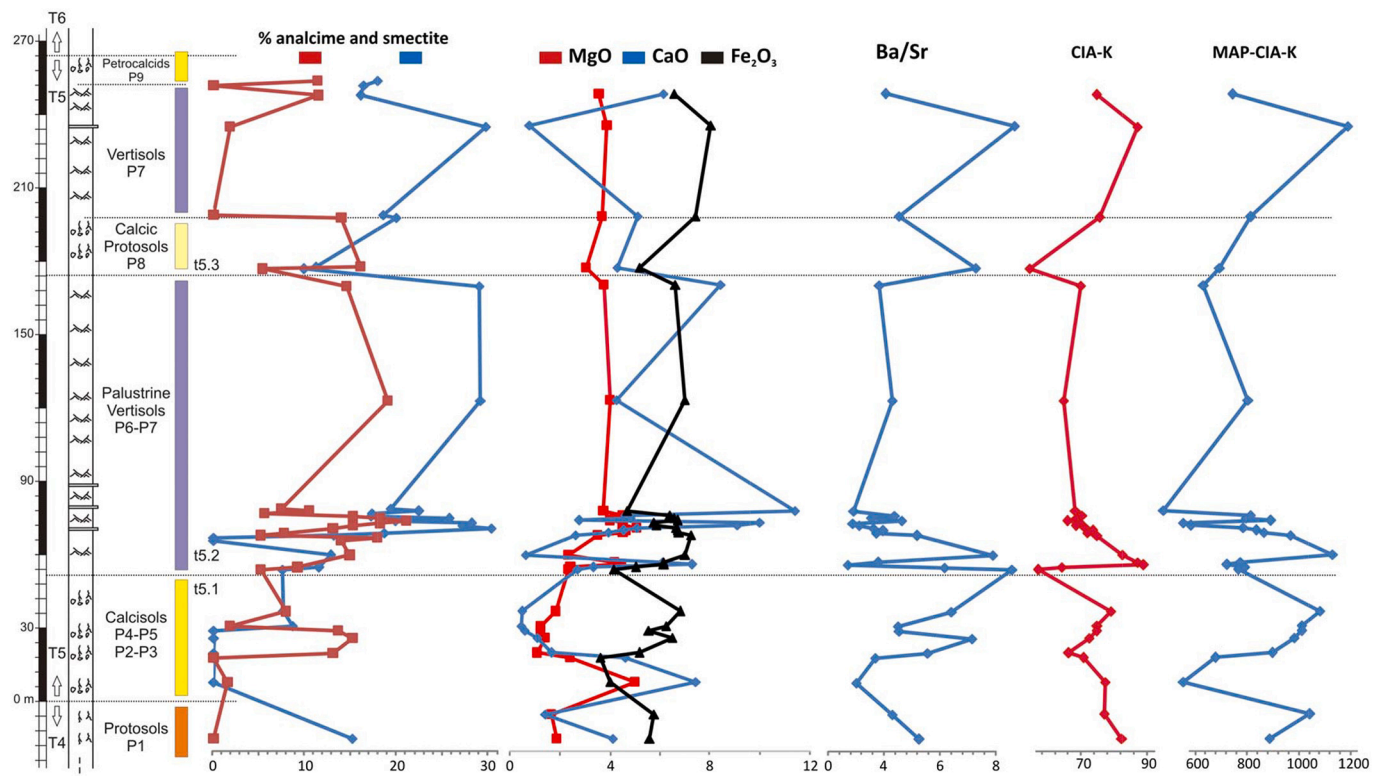 T6
270
% analcime and smectite
MgO CaO Fe₂O₃
Ba/Sr
CIA-K
MAP-CIA-K
Petrocalcids
P9
T5
Vertisols
P7
210
Calcic
Protosols
P8
t5.3
150
Palustrine
Vertisols
P6-P7
90
t5.2
t5.1
Calcisols
P4-P5
P2-P3
30
T5
0 m
Protosols
P1
T4
0 10 20 30
0 4 8 12
0 2 4 6 8
70 90
600 800 1000 1200